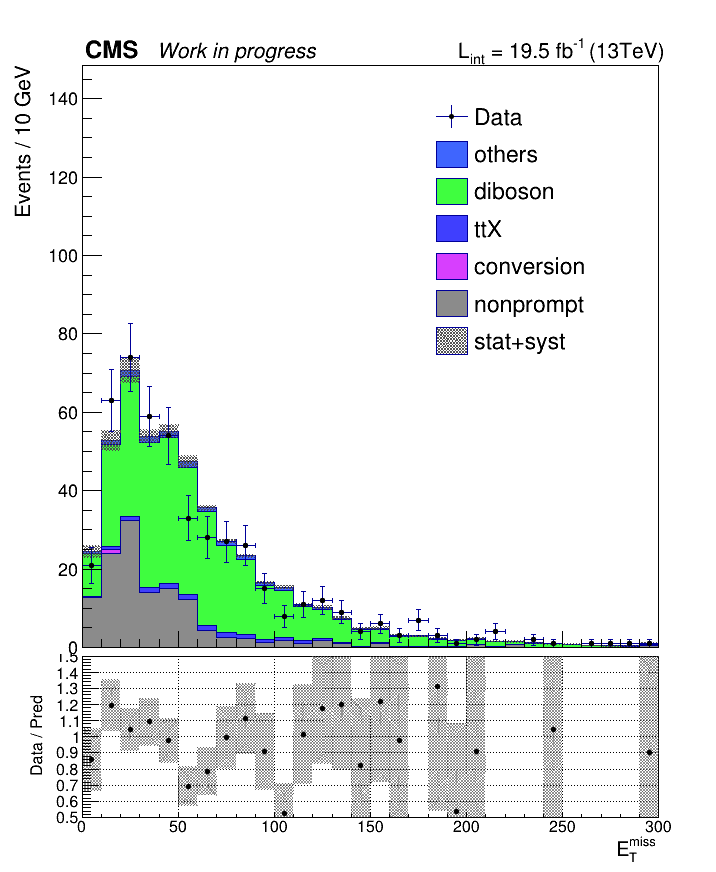 CMS Work in progress L_int = 19.5 fb^-1 (13TeV)
Events / 10 GeV
140
120
100
80
60
40
20
0
Data
others
diboson
ttX
conversion
nonprompt
stat+syst
Data / Pred
1.5
1.4
1.3
1.2
1.1
1
0.9
0.8
0.7
0.6
0.5
0 50 100 150 200 250 300
E_T^miss